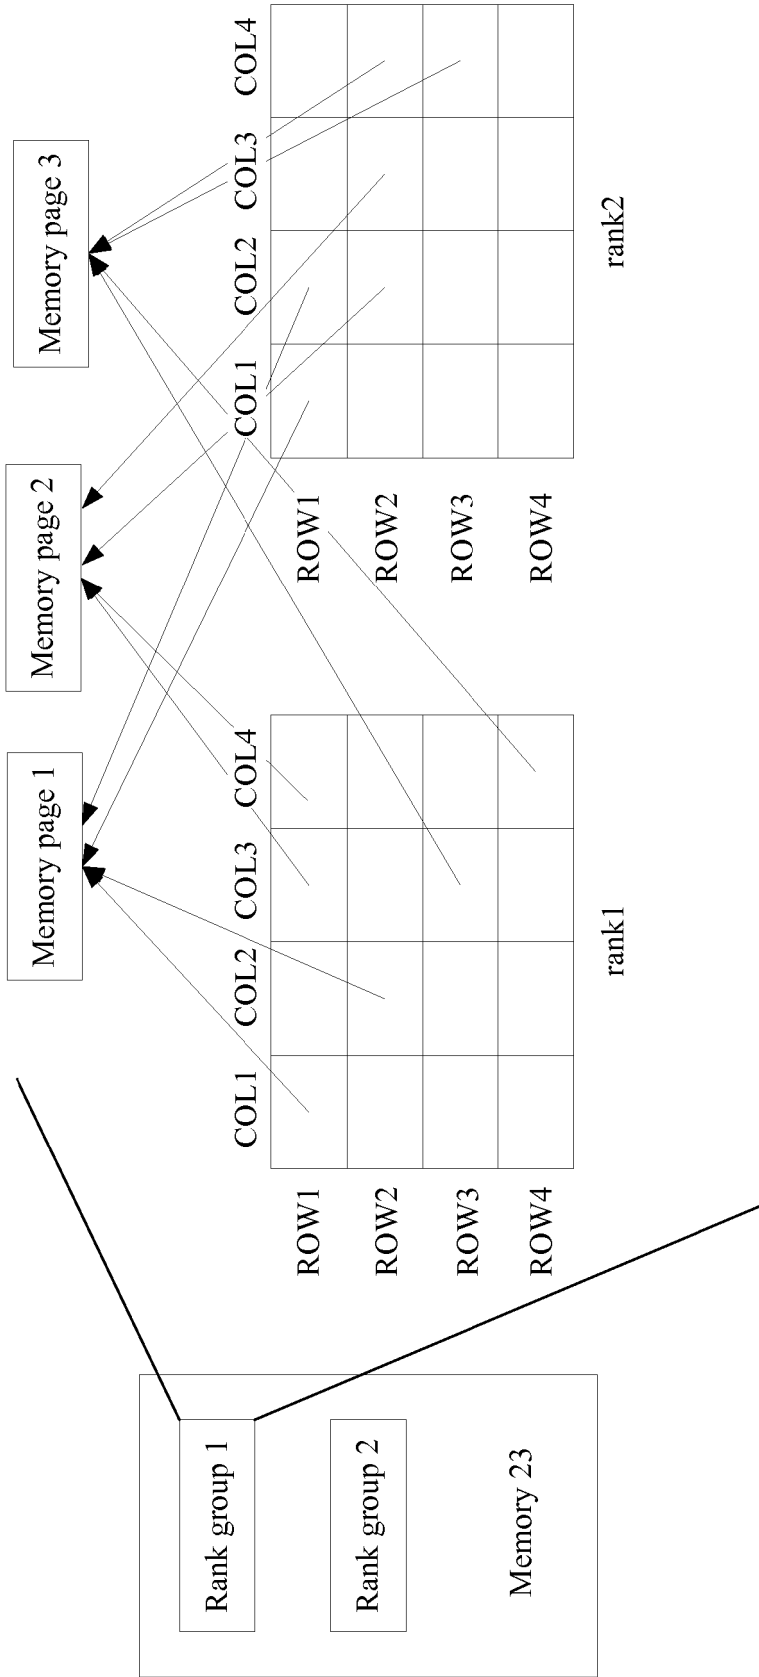 Memory page 1
Memory page 2
Memory page 3
Rank group 1
Rank group 2
Memory 23
COL1
COL2
COL3
COL4
ROW1
ROW2
ROW3
ROW4
rank1
COL1
COL2
COL3
COL4
ROW1
ROW2
ROW3
ROW4
rank2